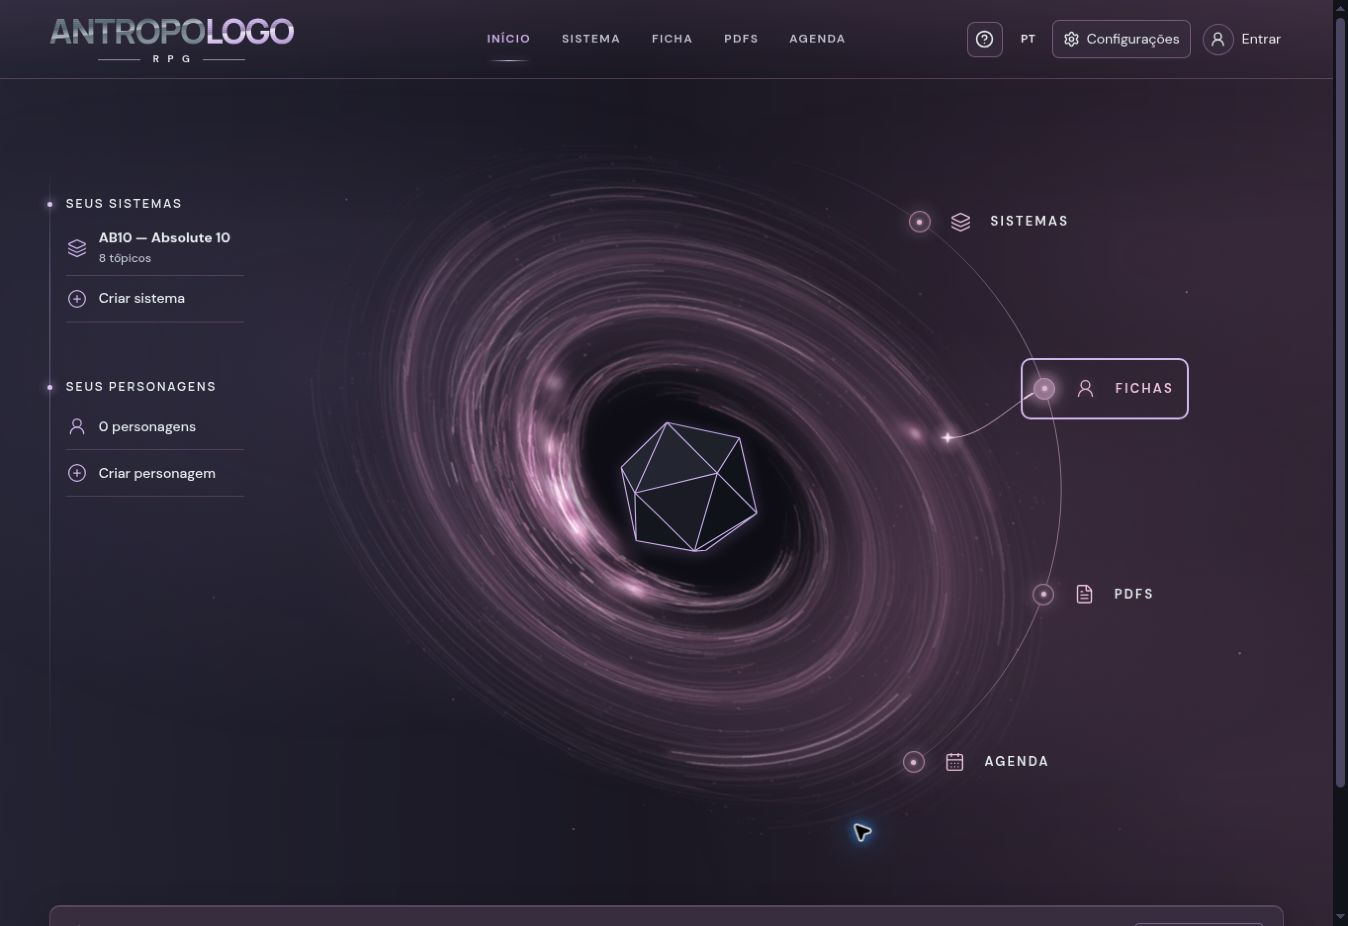 ANTROPOLOGO
RPG
INÍCIO
SISTEMA
FICHA
PDFS
AGENDA
PT
Configurações
Entrar
SEUS SISTEMAS
AB10 — Absolute 10
8 tópicos
Criar sistema
SEUS PERSONAGENS
0 personagens
Criar personagem
SISTEMAS
FICHAS
PDFS
AGENDA